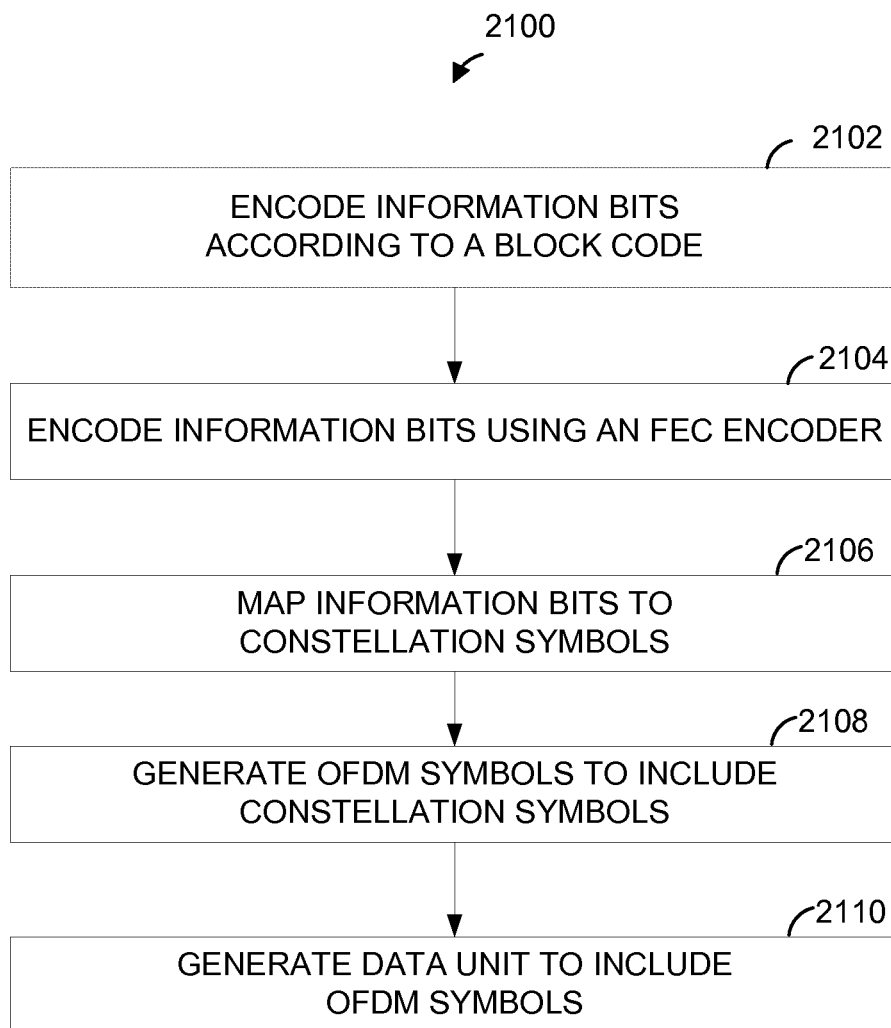 2100
2102
ENCODE INFORMATION BITS
ACCORDING TO A BLOCK CODE
2104
ENCODE INFORMATION BITS USING AN FEC ENCODER
2106
MAP INFORMATION BITS TO
CONSTELLATION SYMBOLS
2108
GENERATE OFDM SYMBOLS TO INCLUDE
CONSTELLATION SYMBOLS
2110
GENERATE DATA UNIT TO INCLUDE
OFDM SYMBOLS